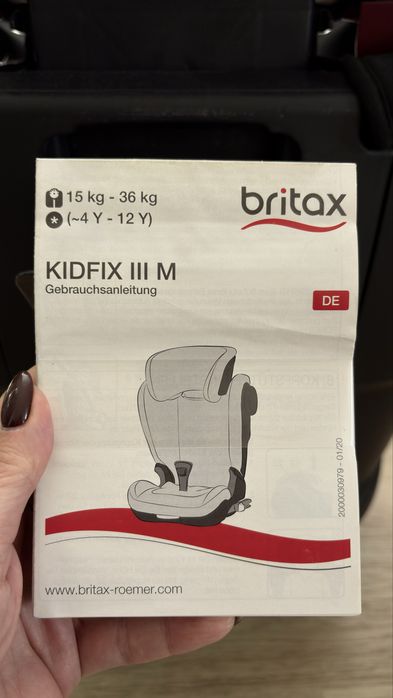 15 kg - 36 kg
(~4 Y - 12 Y)
britax
KIDFIX III M
Gebrauchsanleitung
DE
2000030979 - 01/20
www.britax-roemer.com